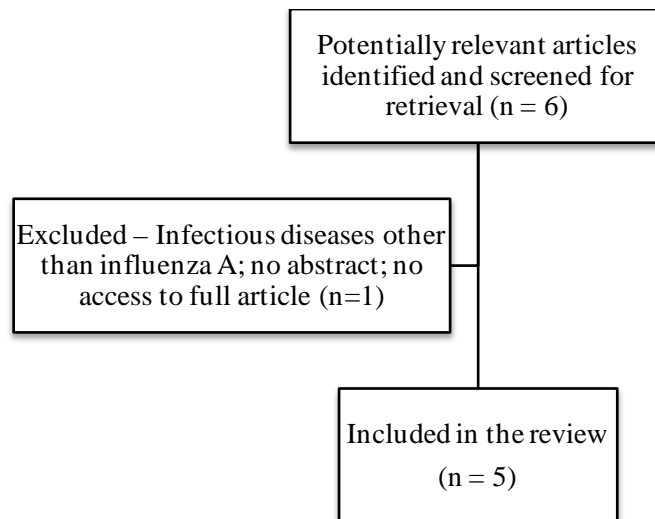 Potentially relevant articles
identified and screened for
retrieval (n = 6)
Excluded – Infectious diseases other
than influenza A; no abstract; no
access to full article (n=1)
Included in the review
(n = 5)